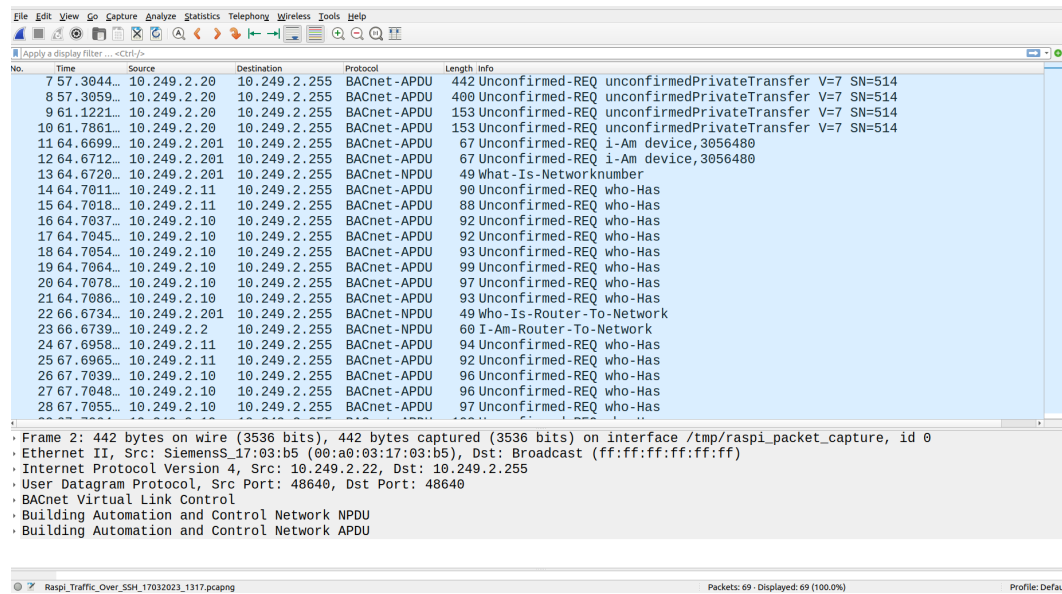 File Edit View Go Capture Analyze Statistics Telephony Wireless Tools Help
Apply a display filter ... <Ctrl-/>
No. Time Source Destination Protocol Length Info
7 57.3044… 10.249.2.20 10.249.2.255 BACnet-APDU 442 Unconfirmed-REQ unconfirmedPrivateTransfer V=7 SN=514
8 57.3059… 10.249.2.20 10.249.2.255 BACnet-APDU 400 Unconfirmed-REQ unconfirmedPrivateTransfer V=7 SN=514
9 61.1221… 10.249.2.20 10.249.2.255 BACnet-APDU 153 Unconfirmed-REQ unconfirmedPrivateTransfer V=7 SN=514
10 61.7861… 10.249.2.20 10.249.2.255 BACnet-APDU 153 Unconfirmed-REQ unconfirmedPrivateTransfer V=7 SN=514
11 64.6699… 10.249.2.201 10.249.2.255 BACnet-APDU 67 Unconfirmed-REQ i-Am device,3056480
12 64.6712… 10.249.2.201 10.249.2.255 BACnet-APDU 67 Unconfirmed-REQ i-Am device,3056480
13 64.6720… 10.249.2.201 10.249.2.255 BACnet-NPDU 49 What-Is-Networknumber
14 64.7011… 10.249.2.11 10.249.2.255 BACnet-APDU 90 Unconfirmed-REQ who-Has
15 64.7018… 10.249.2.11 10.249.2.255 BACnet-APDU 88 Unconfirmed-REQ who-Has
16 64.7037… 10.249.2.10 10.249.2.255 BACnet-APDU 92 Unconfirmed-REQ who-Has
17 64.7045… 10.249.2.10 10.249.2.255 BACnet-APDU 92 Unconfirmed-REQ who-Has
18 64.7054… 10.249.2.10 10.249.2.255 BACnet-APDU 93 Unconfirmed-REQ who-Has
19 64.7064… 10.249.2.10 10.249.2.255 BACnet-APDU 99 Unconfirmed-REQ who-Has
20 64.7078… 10.249.2.10 10.249.2.255 BACnet-APDU 97 Unconfirmed-REQ who-Has
21 64.7086… 10.249.2.10 10.249.2.255 BACnet-APDU 93 Unconfirmed-REQ who-Has
22 66.6734… 10.249.2.201 10.249.2.255 BACnet-NPDU 49 Who-Is-Router-To-Network
23 66.6739… 10.249.2.2 10.249.2.255 BACnet-NPDU 60 I-Am-Router-To-Network
24 67.6958… 10.249.2.11 10.249.2.255 BACnet-APDU 94 Unconfirmed-REQ who-Has
25 67.6965… 10.249.2.11 10.249.2.255 BACnet-APDU 92 Unconfirmed-REQ who-Has
26 67.7039… 10.249.2.10 10.249.2.255 BACnet-APDU 96 Unconfirmed-REQ who-Has
27 67.7048… 10.249.2.10 10.249.2.255 BACnet-APDU 96 Unconfirmed-REQ who-Has
28 67.7055… 10.249.2.10 10.249.2.255 BACnet-APDU 97 Unconfirmed-REQ who-Has
Frame 2: 442 bytes on wire (3536 bits), 442 bytes captured (3536 bits) on interface /tmp/raspi_packet_capture, id 0
Ethernet II, Src: SiemensS_17:03:b5 (00:a0:03:17:03:b5), Dst: Broadcast (ff:ff:ff:ff:ff:ff)
Internet Protocol Version 4, Src: 10.249.2.22, Dst: 10.249.2.255
User Datagram Protocol, Src Port: 48640, Dst Port: 48640
BACnet Virtual Link Control
Building Automation and Control Network NPDU
Building Automation and Control Network APDU
Raspi_Traffic_Over_SSH_17032023_1317.pcapng Packets: 69 · Displayed: 69 (100.0%) Profile: Defau